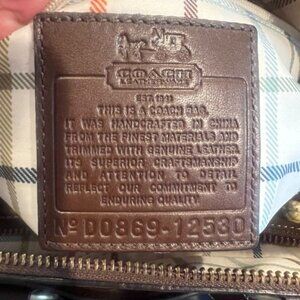 COACH
LEATHERWARE
EST. 1941
THIS IS A COACH BAG.
IT WAS HANDCRAFTED IN CHINA
FROM THE FINEST MATERIALS AND
TRIMMED WITH GENUINE LEATHER.
ITS SUPERIOR CRAFTSMANSHIP
AND ATTENTION TO DETAIL
REFLECT OUR COMMITMENT TO
ENDURING QUALITY.
Nº D0869-12530